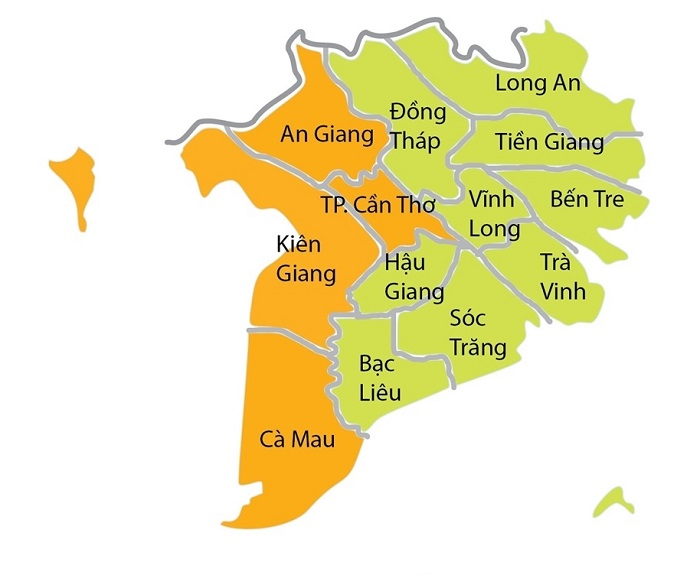 Long An
Đồng
Tháp
An Giang
Tiền Giang
TP. Cần Thơ
Vĩnh
Long
Bến Tre
Kiên
Giang
Hậu
Giang
Trà
Vinh
Sóc
Trăng
Bạc
Liêu
Cà Mau